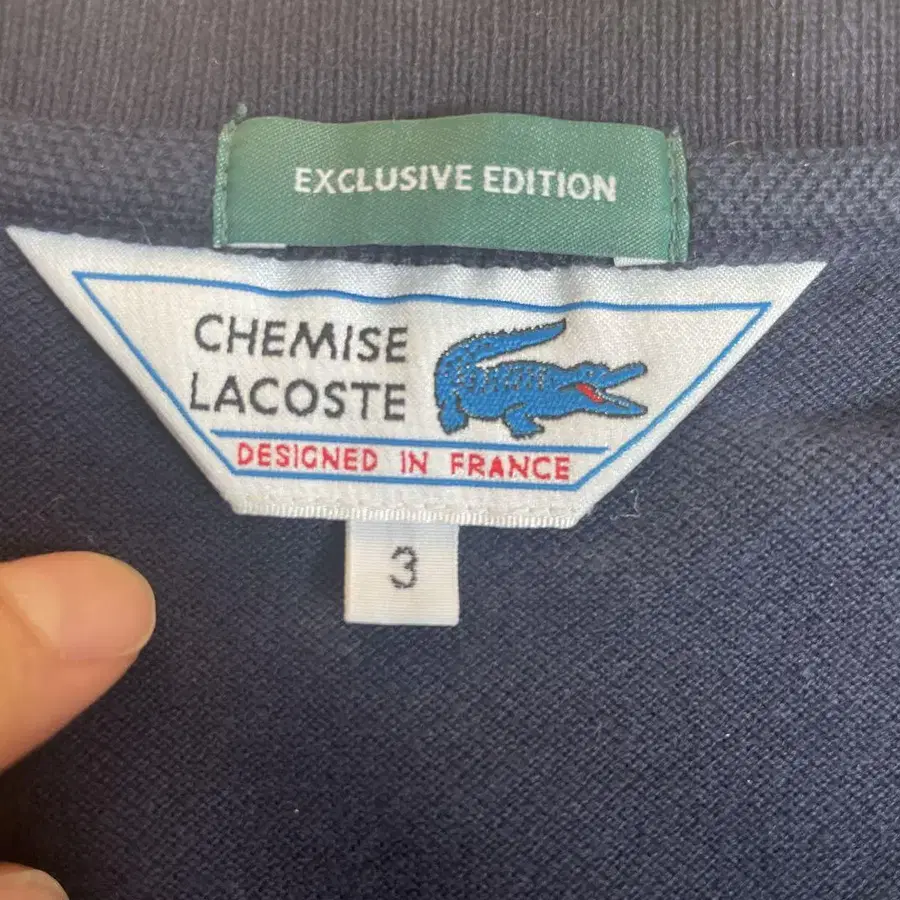 EXCLUSIVE EDITION
CHEMISE
LACOSTE
DESIGNED IN FRANCE
3